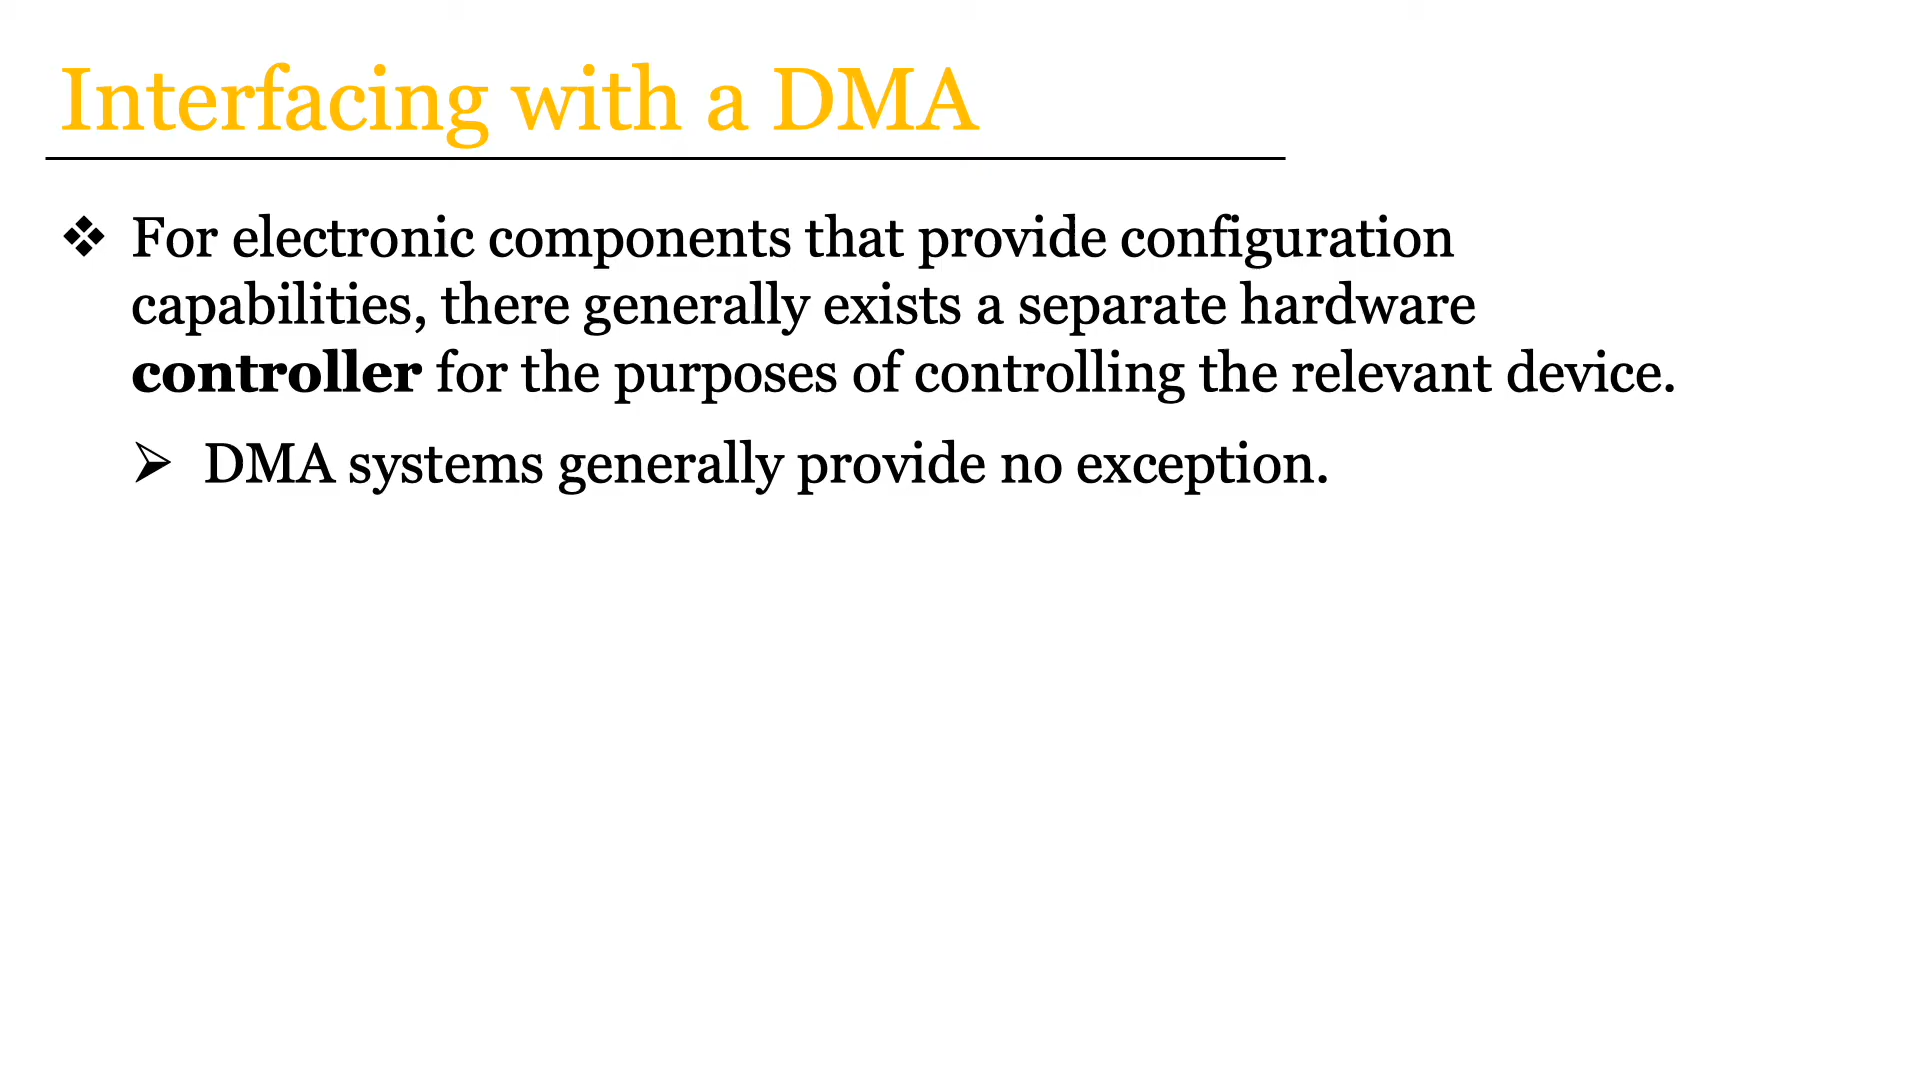 Interfacing with a DMA
❖ For electronic components that provide configuration
capabilities, there generally exists a separate hardware
controller for the purposes of controlling the relevant device.
➢ DMA systems generally provide no exception.